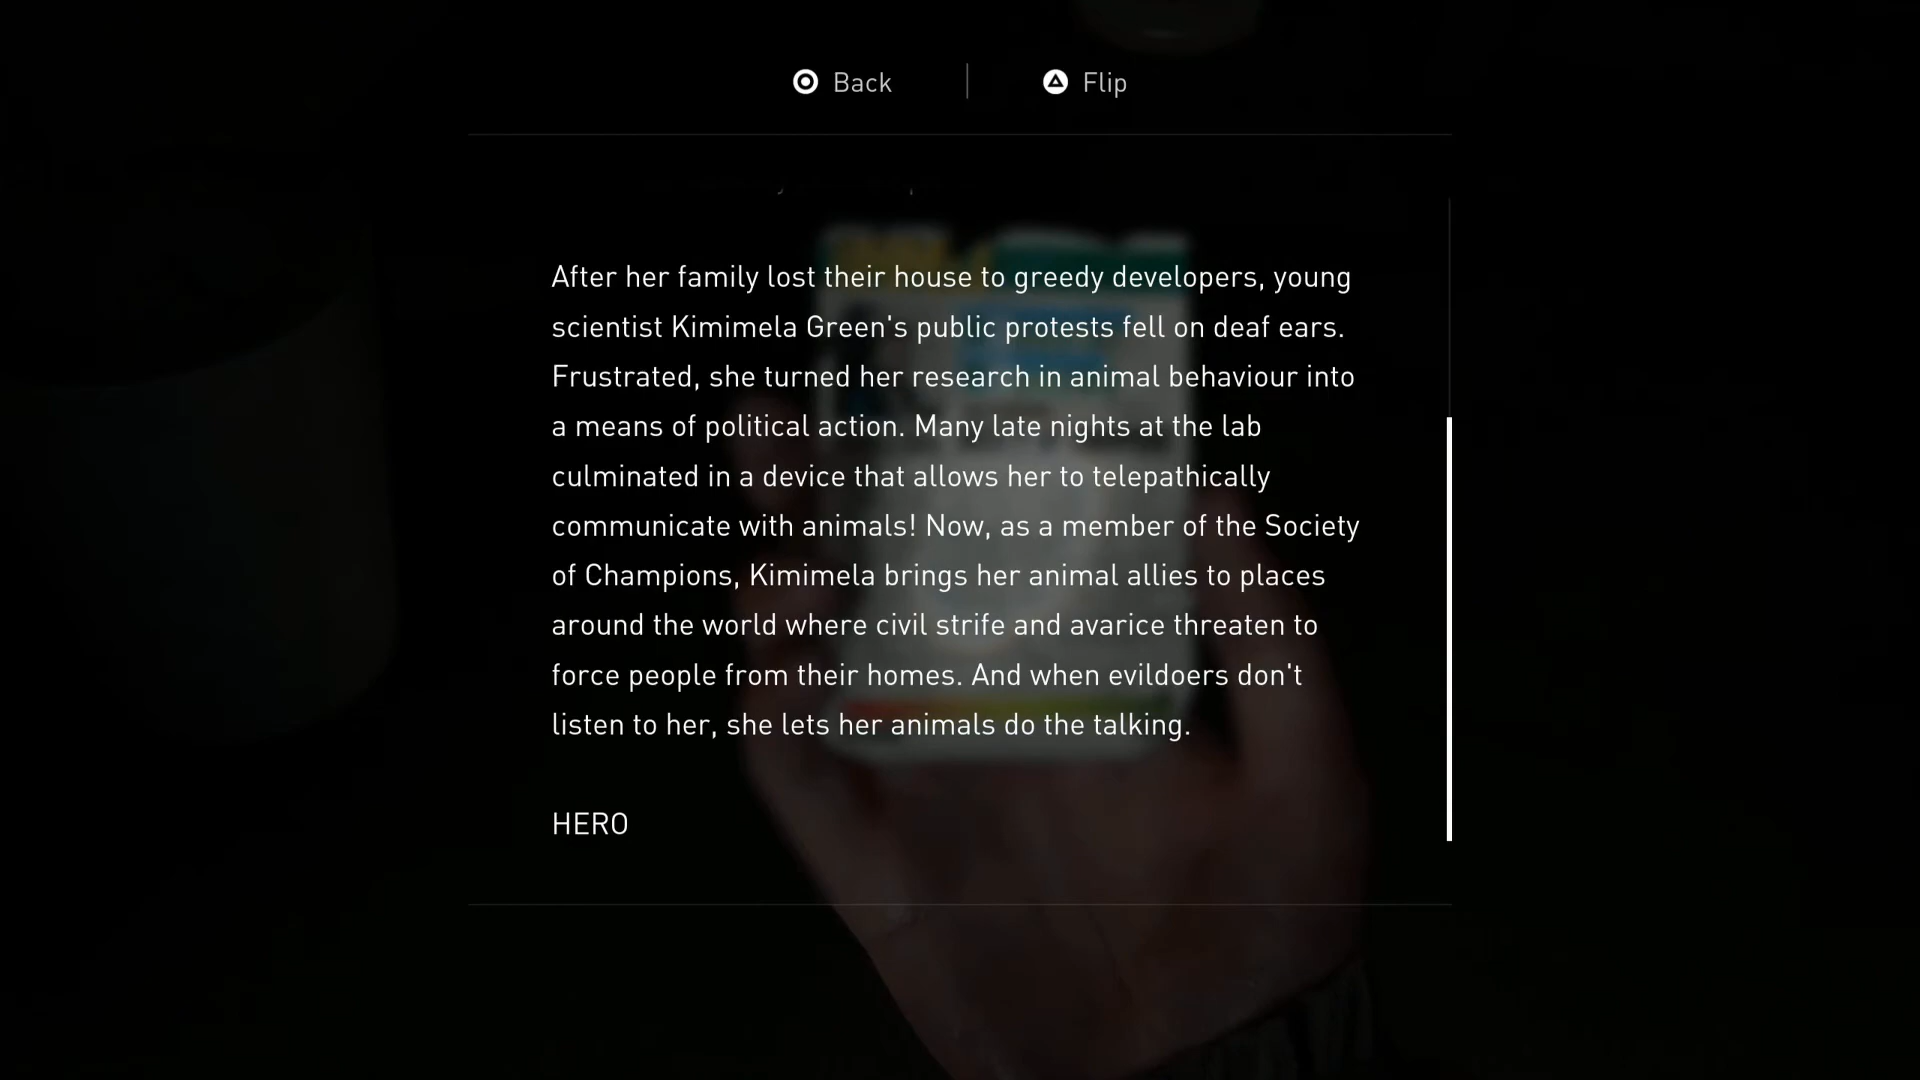 Back
Flip
After her family lost their house to greedy developers, young
scientist Kimimela Green's public protests fell on deaf ears.
Frustrated, she turned her research in animal behaviour into
a means of political action. Many late nights at the lab
culminated in a device that allows her to telepathically
communicate with animals! Now, as a member of the Society
of Champions, Kimimela brings her animal allies to places
around the world where civil strife and avarice threaten to
force people from their homes. And when evildoers don't
listen to her, she lets her animals do the talking.
HERO